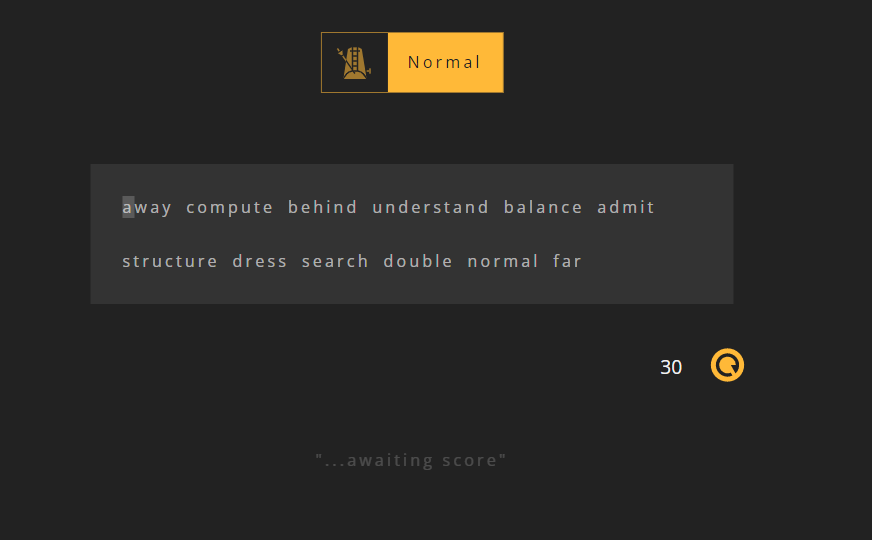 Normal
away compute behind understand balance admit
structure dress search double normal far
30
"...awaiting score"